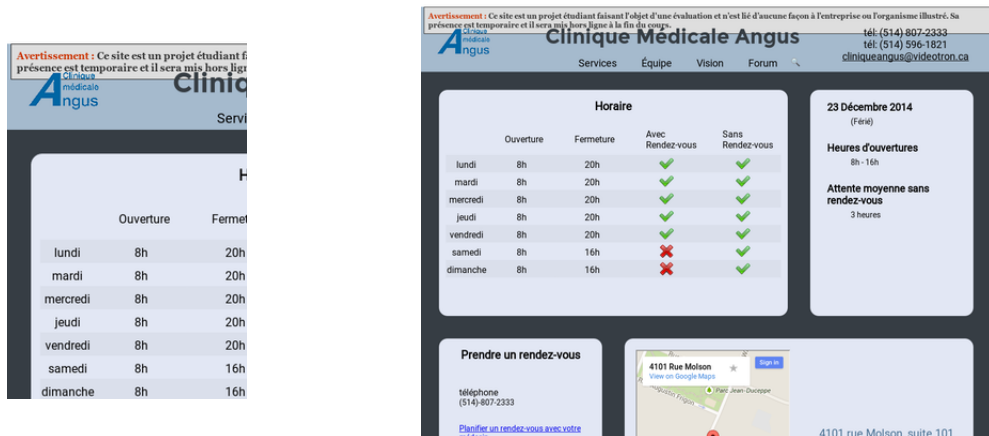 Avertissement : Ce site est un projet étudiant f
présence est temporaire et il sera mis hors lign
Clinique
médicale
Angus
Cliniq
Servi
H
Ouverture Fermet
lundi 8h 20h
mardi 8h 20h
mercredi 8h 20h
jeudi 8h 20h
vendredi 8h 20h
samedi 8h 16h
dimanche 8h 16h
Avertissement : Ce site est un projet étudiant faisant l'objet d'une évaluation et n'est lié d'aucune façon à l'entreprise ou l'organisme illustré. Sa
présence est temporaire et il sera mis hors ligne à la fin du cours.
Clinique
médicale
Angus
Clinique Médicale Angus
tél: (514) 807-2333
tél: (514) 596-1821
cliniqueangus@videotron.ca
Services Équipe Vision Forum
Horaire
Ouverture Fermeture Avec Rendez-vous Sans Rendez-vous
lundi 8h 20h
mardi 8h 20h
mercredi 8h 20h
jeudi 8h 20h
vendredi 8h 20h
samedi 8h 16h
dimanche 8h 16h
23 Décembre 2014
(Férié)
Heures d'ouvertures
8h - 16h
Attente moyenne sans
rendez-vous
3 heures
Prendre un rendez-vous
téléphone
(514)-807-2333
Planifier un rendez-vous avec votre
4101 Rue Molson
View on Google Maps
Sign in
Parc Jean-Duceppe
4101 rue Molson, suite 101